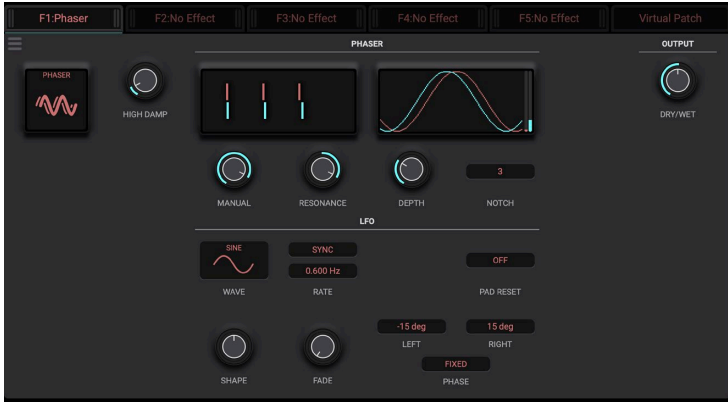 F1:Phaser
F2:No Effect
F3:No Effect
F4:No Effect
F5:No Effect
Virtual Patch
PHASER
OUTPUT
PHASER
HIGH DAMP
DRY/WET
MANUAL
RESONANCE
DEPTH
3
NOTCH
LFO
SINE
WAVE
SYNC
0.600 Hz
RATE
OFF
PAD RESET
SHAPE
FADE
-15 deg
LEFT
15 deg
RIGHT
FIXED
PHASE